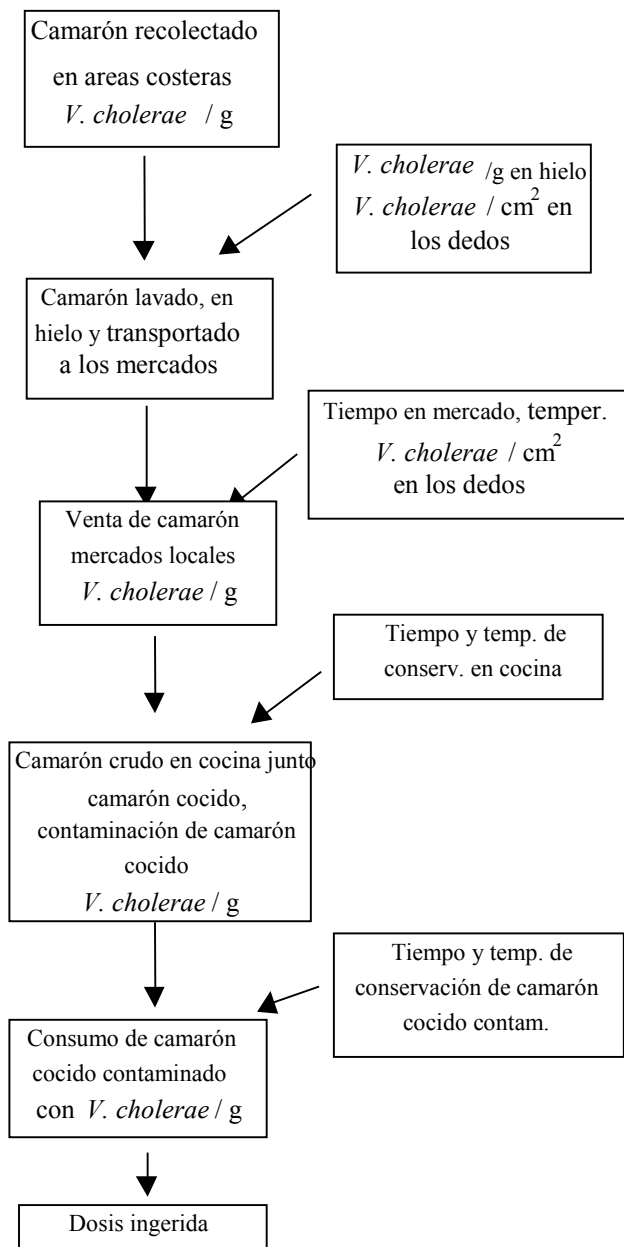 Camarón recolectado
en areas costeras
V. cholerae / g
V. cholerae /g en hielo
V. cholerae / cm² en
los dedos
Camarón lavado, en
hielo y transportado
a los mercados
Tiempo en mercado, temper.
V. cholerae / cm²
en los dedos
Venta de camarón
mercados locales
V. cholerae / g
Tiempo y temp. de
conserv. en cocina
Camarón crudo en cocina junto
camarón cocido,
contaminación de camarón
cocido
V. cholerae / g
Tiempo y temp. de
conservación de camarón
cocido contam.
Consumo de camarón
cocido contaminado
con V. cholerae / g
Dosis ingerida